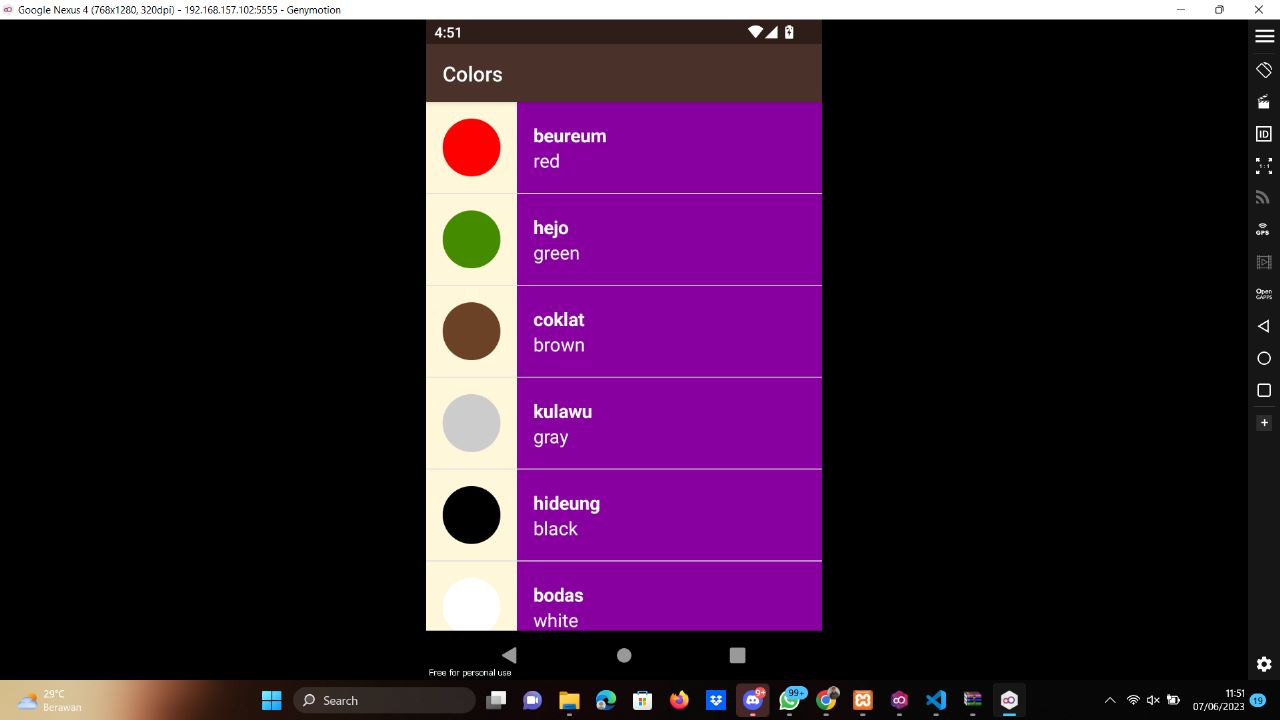 Google Nexus 4 (768x1280, 320dpi) - 192.168.157.102:5555 - Genymotion
4:51
Colors
beureum
red
hejo
green
coklat
brown
kulawu
gray
hideung
black
bodas
white
Free for personal use
ID
1:1
GPS
Open
GAPPS
29°C
Berawan
Search
9+
99+
11:51
07/06/2023
19